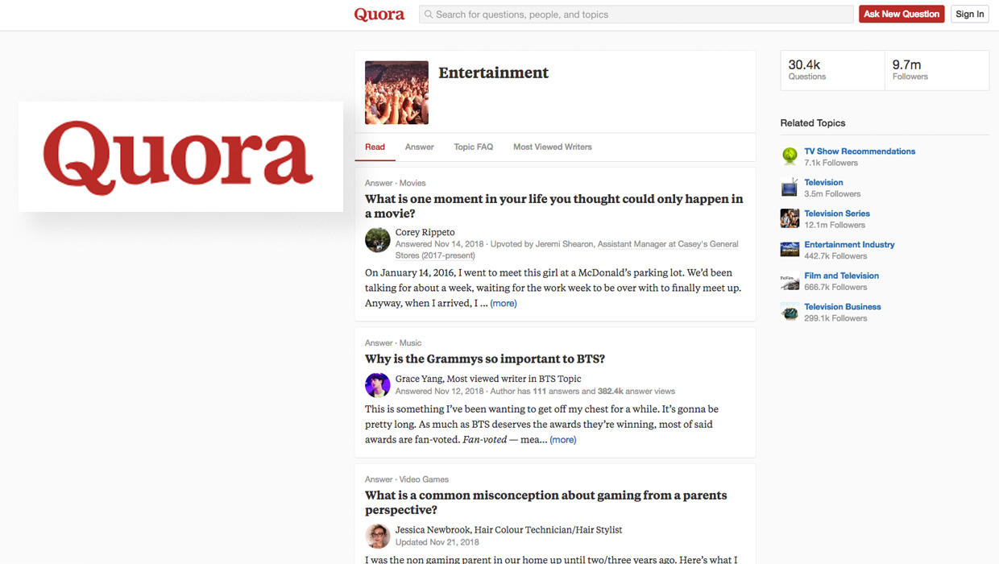 Quora
Search for questions, people, and topics
Ask New Question
Sign In
Quora
Entertainment
Read
Answer
Topic FAQ
Most Viewed Writers
Answer · Movies
What is one moment in your life you thought could only happen in
a movie?
Corey Rippeto
Answered Nov 14, 2018 · Upvoted by Jeremi Shearon, Assistant Manager at Casey's General
Stores (2017-present)
On January 14, 2016, I went to meet this girl at a McDonald’s parking lot. We’d been
talking for about a week, waiting for the work week to be over with to finally meet up.
Anyway, when I arrived, I ... (more)
Answer · Music
Why is the Grammys so important to BTS?
Grace Yang, Most viewed writer in BTS Topic
Answered Nov 12, 2018 · Author has 111 answers and 382.4k answer views
This is something I’ve been wanting to get off my chest for a while. It’s gonna be
pretty long. As much as BTS deserves the awards they’re winning, most of said
awards are fan-voted. Fan-voted — mea... (more)
Answer · Video Games
What is a common misconception about gaming from a parents
perspective?
Jessica Newbrook, Hair Colour Technician/Hair Stylist
Updated Nov 21, 2018
I was the non gaming parent in our home up until two/three years ago. Here’s what I
30.4k
Questions
9.7m
Followers
Related Topics
TV Show Recommendations
7.1k Followers
Television
3.5m Followers
Television Series
12.1m Followers
Entertainment Industry
442.7k Followers
Film and Television
666.7k Followers
Television Business
299.1k Followers